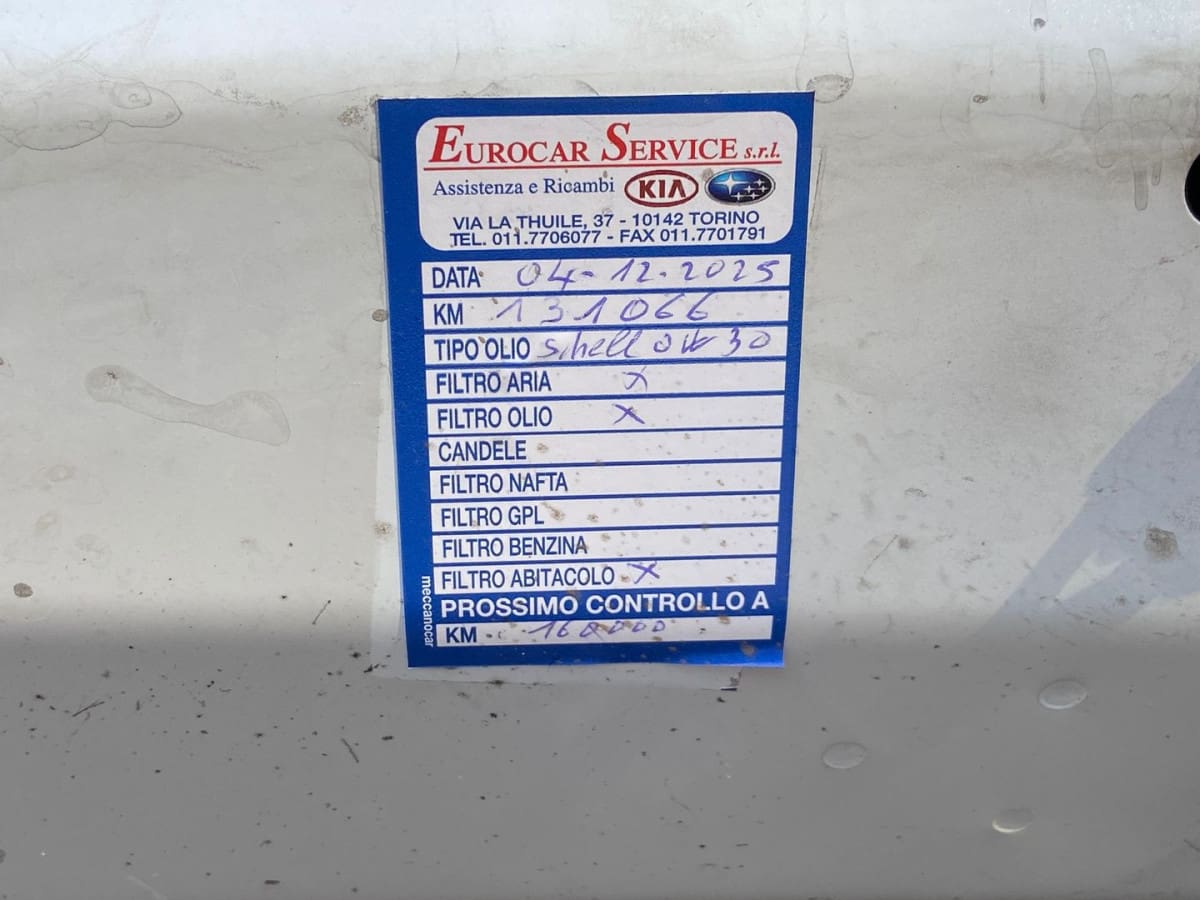 EUROCAR SERVICE s.r.l.
Assistenza e Ricambi KIA
VIA LA THUILE, 37 - 10142 TORINO
TEL. 011.7706077 - FAX 011.7701791
DATA 04-12.2025
KM 131066
TIPO OLIO Shell 0W30
FILTRO ARIA X
FILTRO OLIO X
CANDELE
FILTRO NAFTA
FILTRO GPL
FILTRO BENZINA
FILTRO ABITACOLO X
PROSSIMO CONTROLLO A
KM 160000
meccanocar